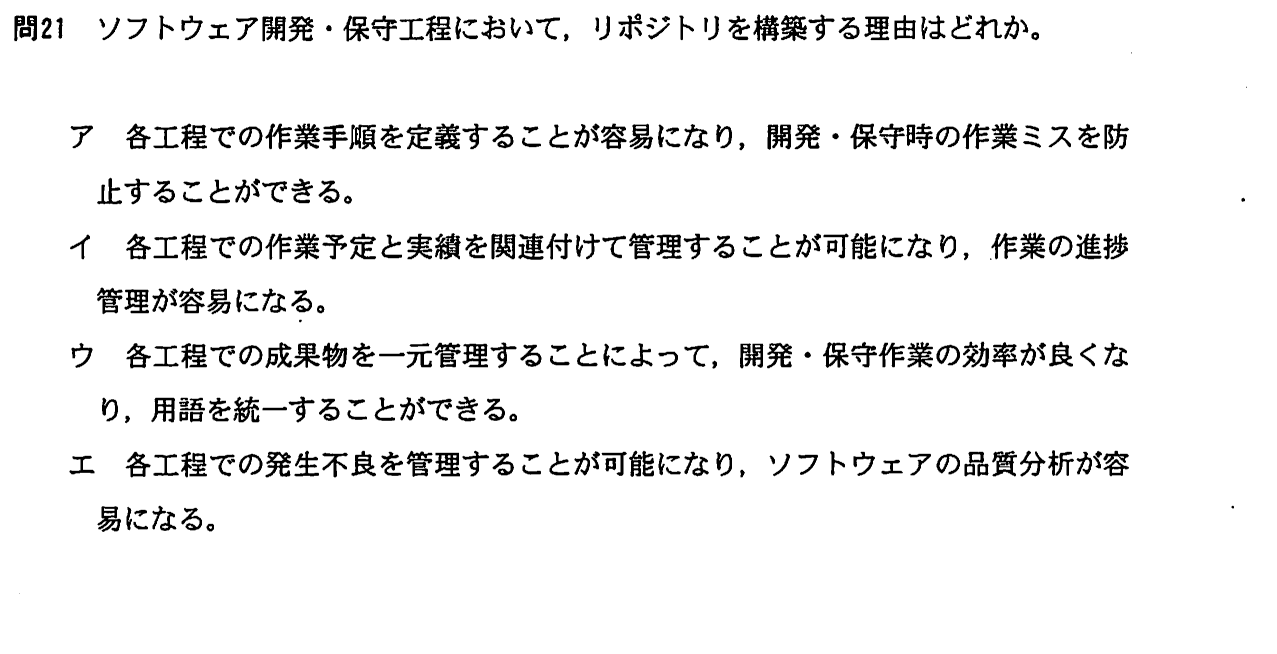 問21 ソフトウェア開発・保守工程において，リポジトリを構築する理由はどれか。
ア 各工程での作業手順を定義することが容易になり，開発・保守時の作業ミスを防
止することができる。
イ 各工程での作業予定と実績を関連付けて管理することが可能になり，作業の進捗
管理が容易になる。
ウ 各工程での成果物を一元管理することによって，開発・保守作業の効率が良くな
り，用語を統一することができる。
エ 各工程での発生不良を管理することが可能になり，ソフトウェアの品質分析が容
易になる。